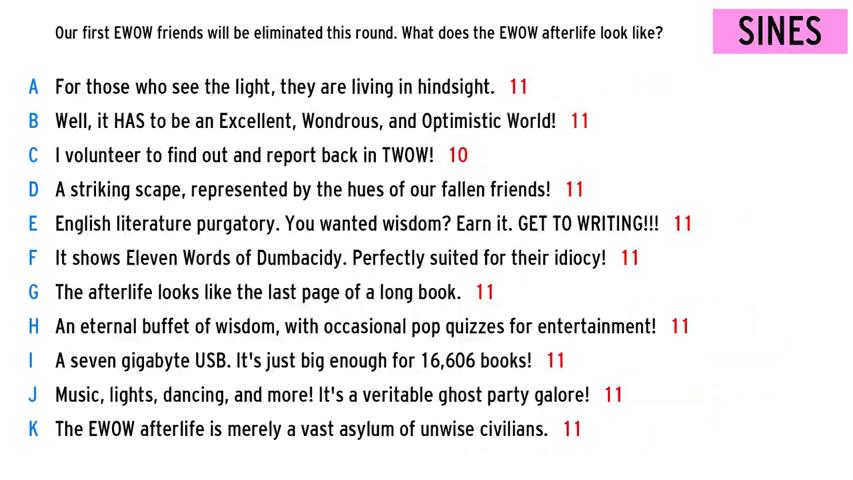 Our first EWOW friends will be eliminated this round. What does the EWOW afterlife look like?
SINES
A For those who see the light, they are living in hindsight. 11
B Well, it HAS to be an Excellent, Wondrous, and Optimistic World! 11
C I volunteer to find out and report back in TWOW! 10
D A striking scape, represented by the hues of our fallen friends! 11
E English literature purgatory. You wanted wisdom? Earn it. GET TO WRITING!!! 11
F It shows Eleven Words of Dumbacidy. Perfectly suited for their idiocy! 11
G The afterlife looks like the last page of a long book. 11
H An eternal buffet of wisdom, with occasional pop quizzes for entertainment! 11
I A seven gigabyte USB. It's just big enough for 16,606 books! 11
J Music, lights, dancing, and more! It's a veritable ghost party galore! 11
K The EWOW afterlife is merely a vast asylum of unwise civilians. 11